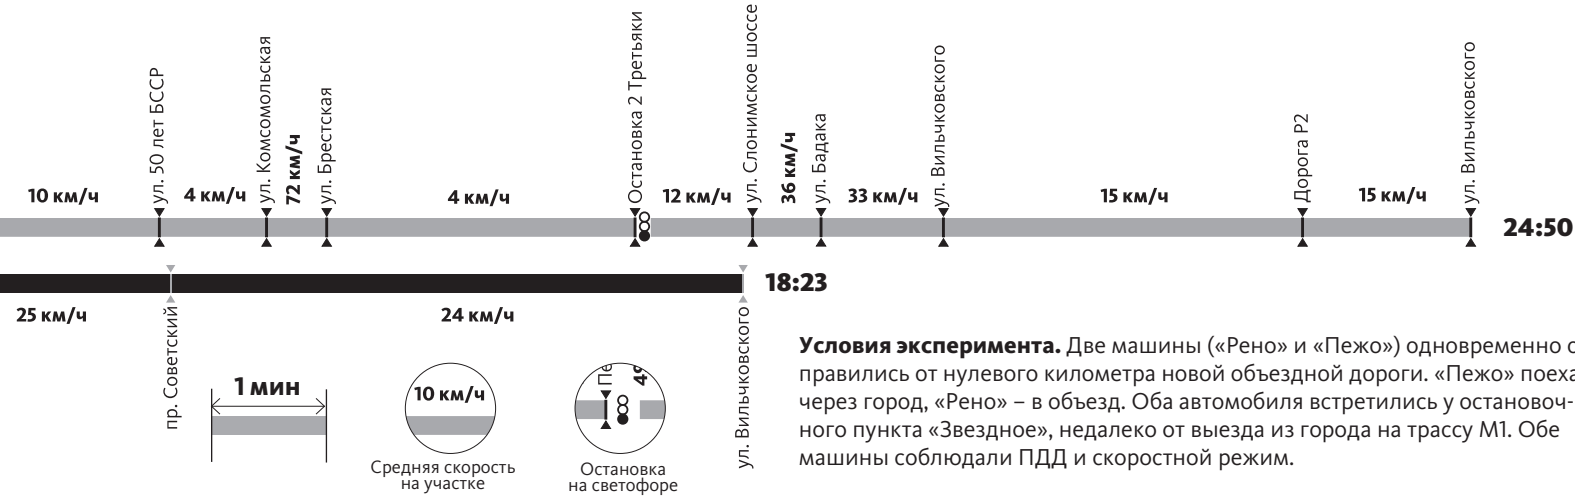 ул. 50 лет БССР
ул. Комсомольская
ул. Брестская
Остановка 2 Третьяки
ул. Слонимское шоссе
ул. Бадака
ул. Вильчковского
Дорога Р2
ул. Вильчковского
10 км/ч
4 км/ч
72 км/ч
4 км/ч
12 км/ч
36 км/ч
33 км/ч
15 км/ч
15 км/ч
24:50
18:23
25 км/ч
24 км/ч
пр. Советский
ул. Вильчковского
1 мин
10 км/ч
Средняя скорость
на участке
Пе
49
Остановка
на светофоре
Условия эксперимента. Две машины («Рено» и «Пежо») одновременно о
правились от нулевого километра новой объездной дороги. «Пежо» поеха
через город, «Рено» – в объезд. Оба автомобиля встретились у остановоч-
ного пункта «Звездное», недалеко от выезда из города на трассу М1. Обе
машины соблюдали ПДД и скоростной режим.